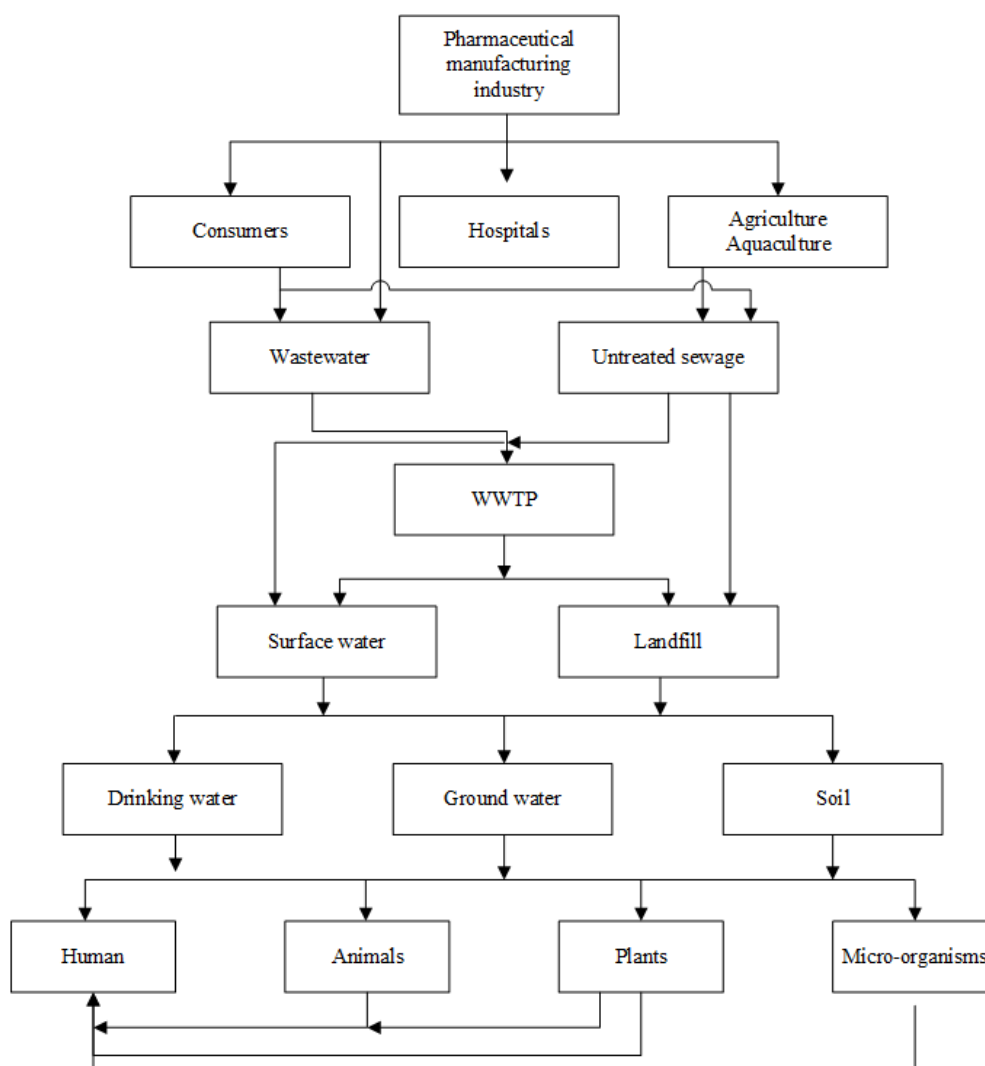 Pharmaceutical
manufacturing
industry
Consumers
Hospitals
Agriculture
Aquaculture
Wastewater
Untreated sewage
WWTP
Surface water
Landfill
Drinking water
Ground water
Soil
Human
Animals
Plants
Micro-organisms